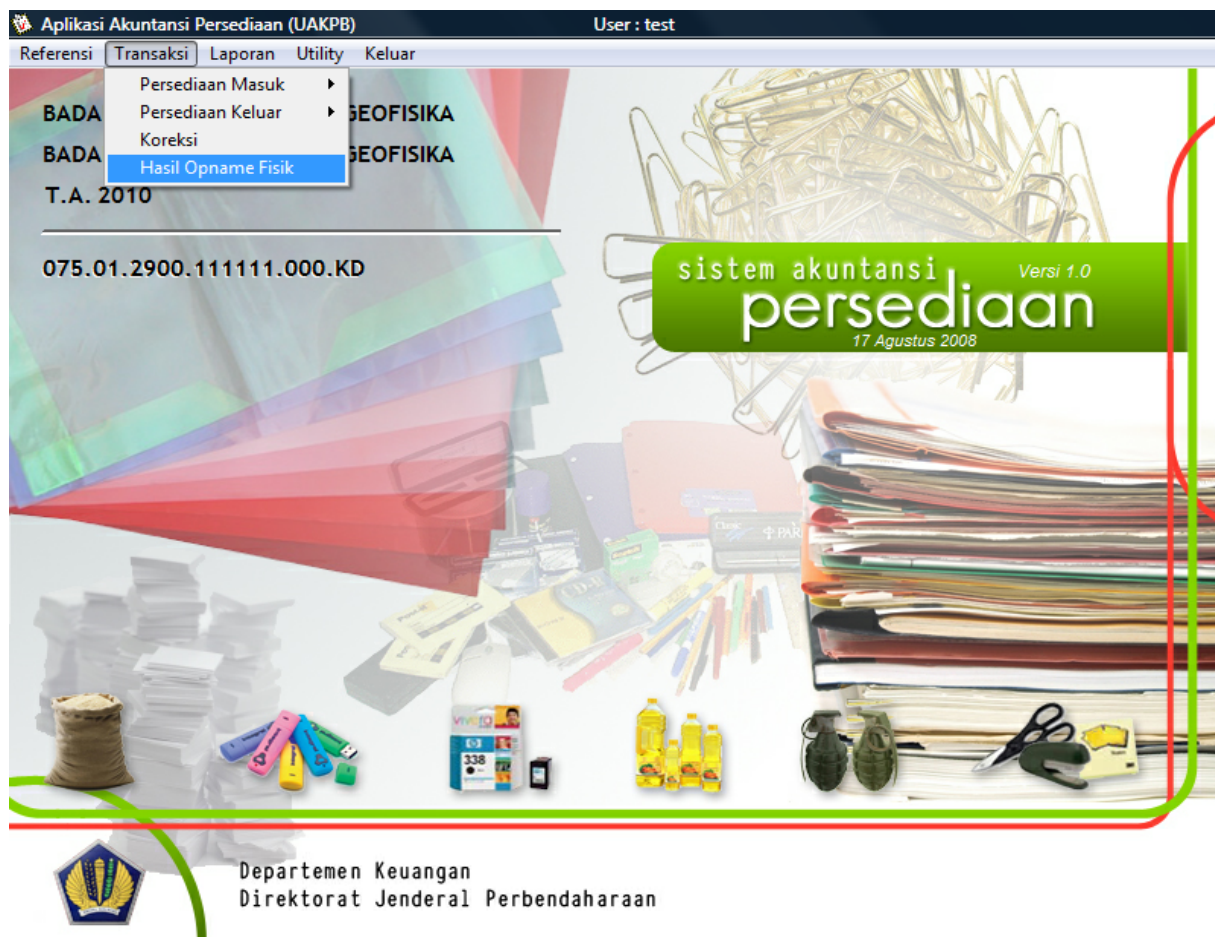 Aplikasi Akuntansi Persediaan (UAKPB) User : test
Referensi Transaksi Laporan Utility Keluar
Persediaan Masuk
Persediaan Keluar
Koreksi
Hasil Opname Fisik
BADA GEOFISIKA
BADA GEOFISIKA
T.A. 2010
075.01.2900.111111.000.KD
sistem akuntansi Versi 1.0
persediaan
17 Agustus 2008
338
Departemen Keuangan
Direktorat Jenderal Perbendaharaan